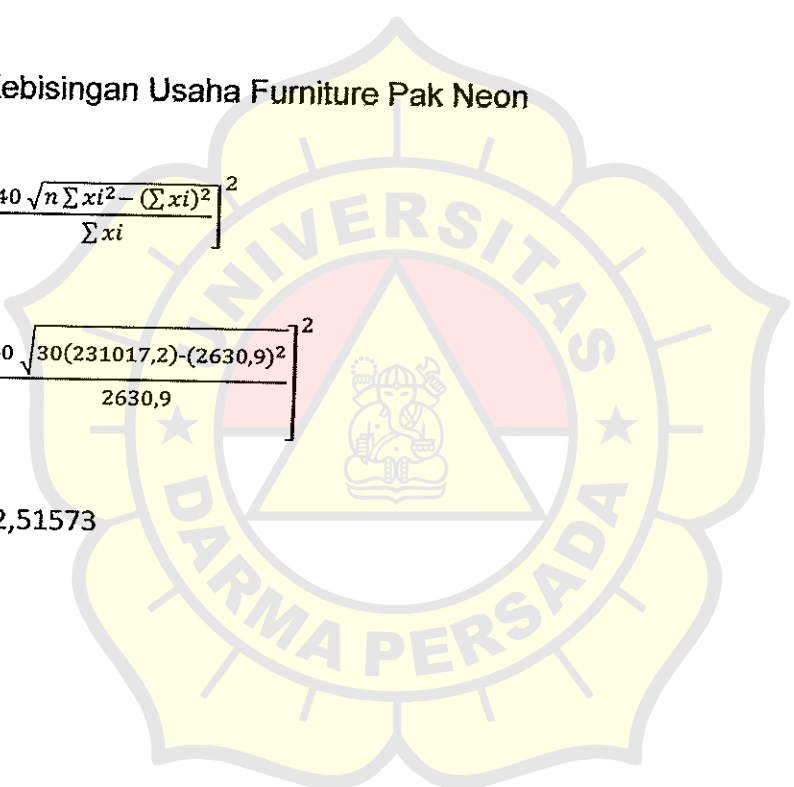 ebisingan Usaha Furniture Pak Neon
40 √n ∑ xi² − (∑ xi)² ]²
∑ xi
0 √30(231017,2)-(2630,9)² ]²
2630,9
2,51573
UNIVERSITAS
DARMA PERSADA